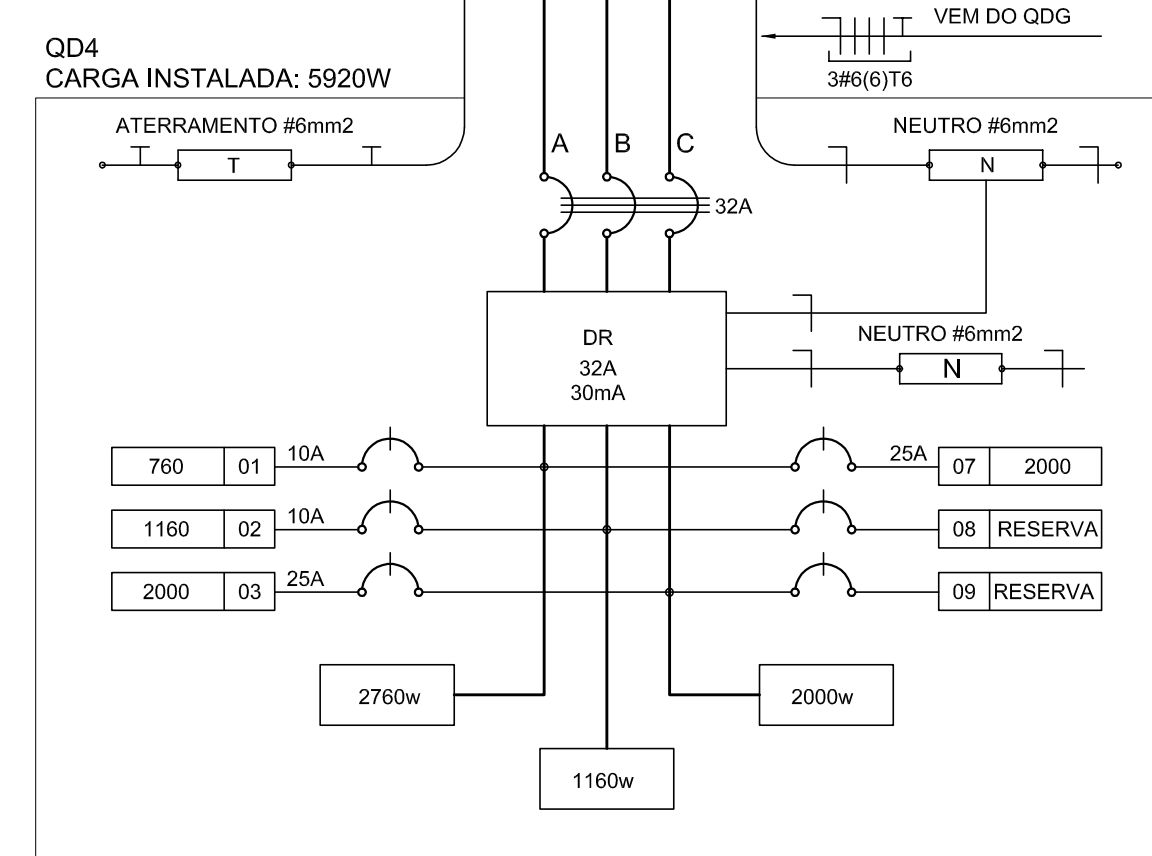 VEM DO QDG
QD4
CARGA INSTALADA: 5920W
3#6(6)T6
ATERRAMENTO #6mm2
NEUTRO #6mm2
A B C
T
N
32A
DR
NEUTRO #6mm2
32A
N
30mA
760 01 10A
25A 07 2000
1160 02 10A
08 RESERVA
2000 03 25A
09 RESERVA
2760w
2000w
1160w